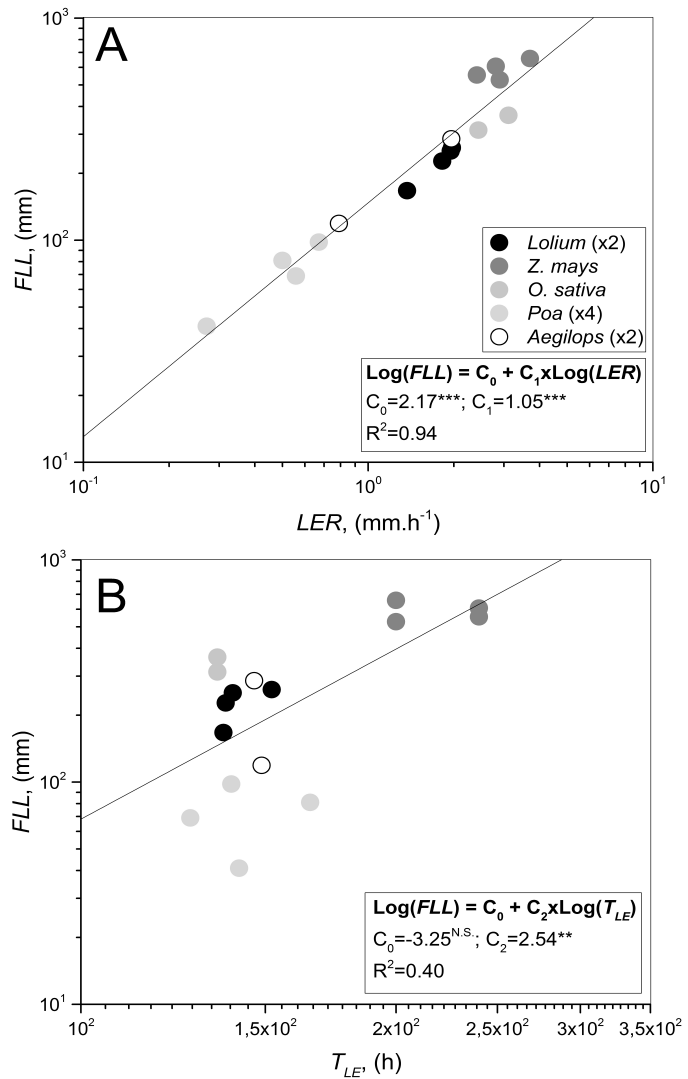 A
10³
10²
10¹
FLL, (mm)
Lolium (x2)
Z. mays
O. sativa
Poa (x4)
Aegilops (x2)
Log(FLL) = C₀ + C₁xLog(LER)
C₀=2.17***; C₁=1.05***
R²=0.94
10⁻¹ 10⁰ 10¹
LER, (mm.h⁻¹)
B
10³
10²
10¹
FLL, (mm)
Log(FLL) = C₀ + C₂xLog(T_LE)
C₀=-3.25ᴺ·ˢ·; C₂=2.54**
R²=0.40
10² 1,5x10² 2x10² 2,5x10² 3x10² 3,5x10²
T_LE, (h)